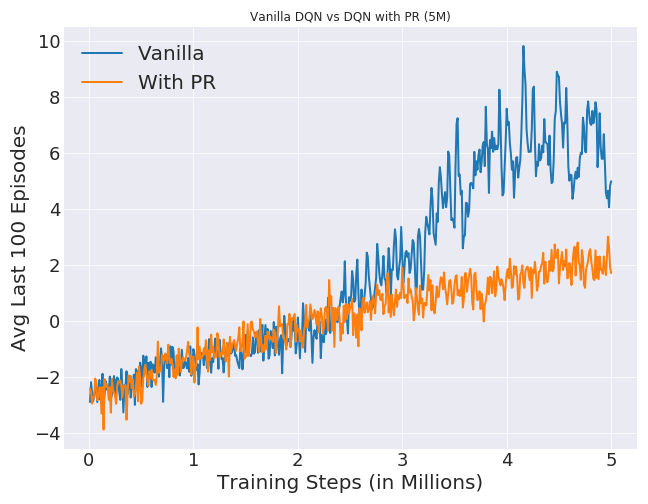 Vanilla DQN vs DQN with PR (5M)
Vanilla
With PR
Avg Last 100 Episodes
10
8
6
4
2
0
−2
−4
0 1 2 3 4 5
Training Steps (in Millions)